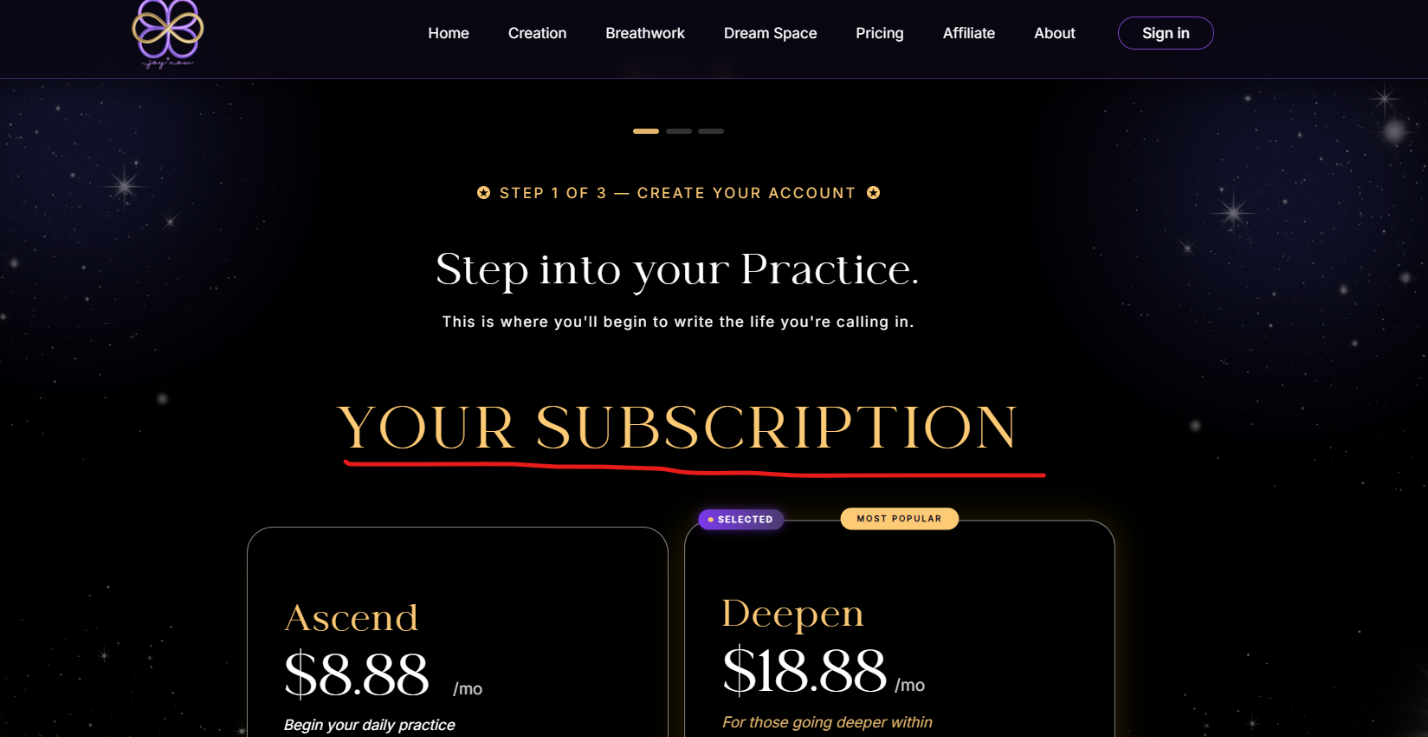 joy*now
Home Creation Breathwork Dream Space Pricing Affiliate About Sign in
STEP 1 OF 3 — CREATE YOUR ACCOUNT
Step into your Practice.
This is where you'll begin to write the life you're calling in.
YOUR SUBSCRIPTION
SELECTED MOST POPULAR
Ascend
$8.88 /mo
Begin your daily practice
Deepen
$18.88 /mo
For those going deeper within